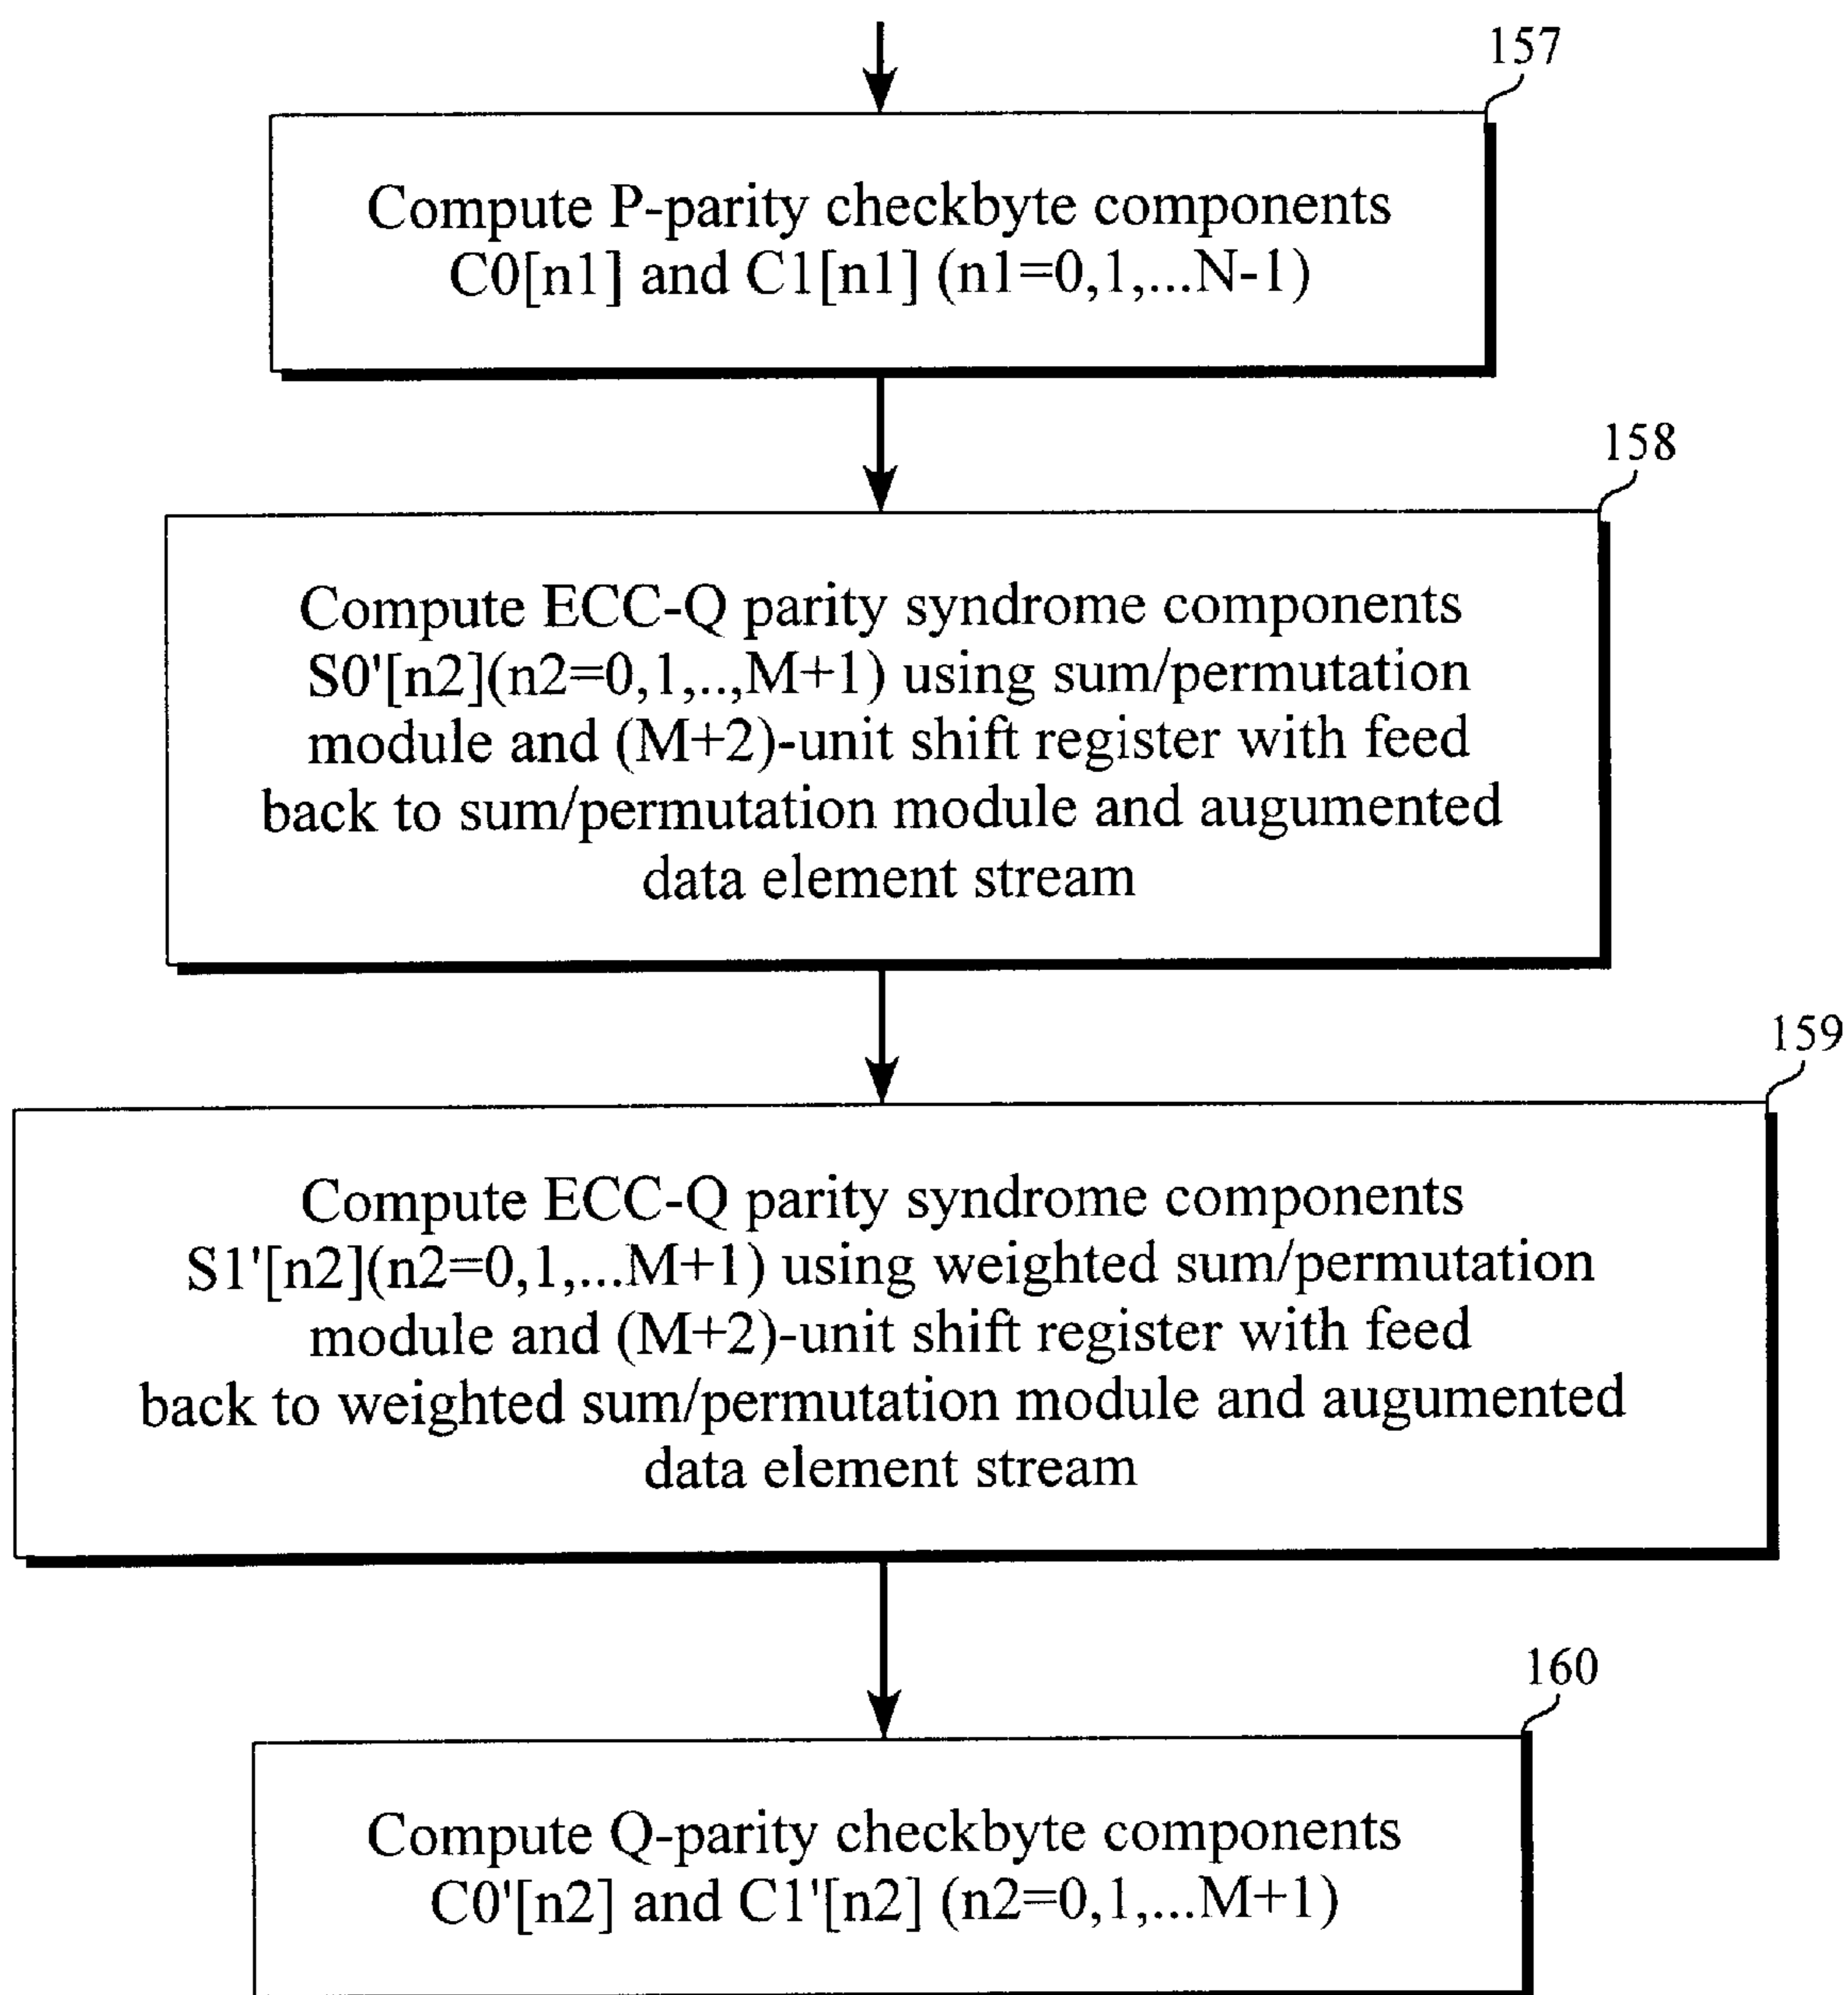 157
Compute P-parity checkbyte components
C0[n1] and C1[n1] (n1=0,1,...N-1)
158
Compute ECC-Q parity syndrome components
S0'[n2](n2=0,1,..,M+1) using sum/permutation
module and (M+2)-unit shift register with feed
back to sum/permutation module and augumented
data element stream
159
Compute ECC-Q parity syndrome components
S1'[n2](n2=0,1,...M+1) using weighted sum/permutation
module and (M+2)-unit shift register with feed
back to weighted sum/permutation module and augumented
data element stream
160
Compute Q-parity checkbyte components
C0'[n2] and C1'[n2] (n2=0,1,...M+1)